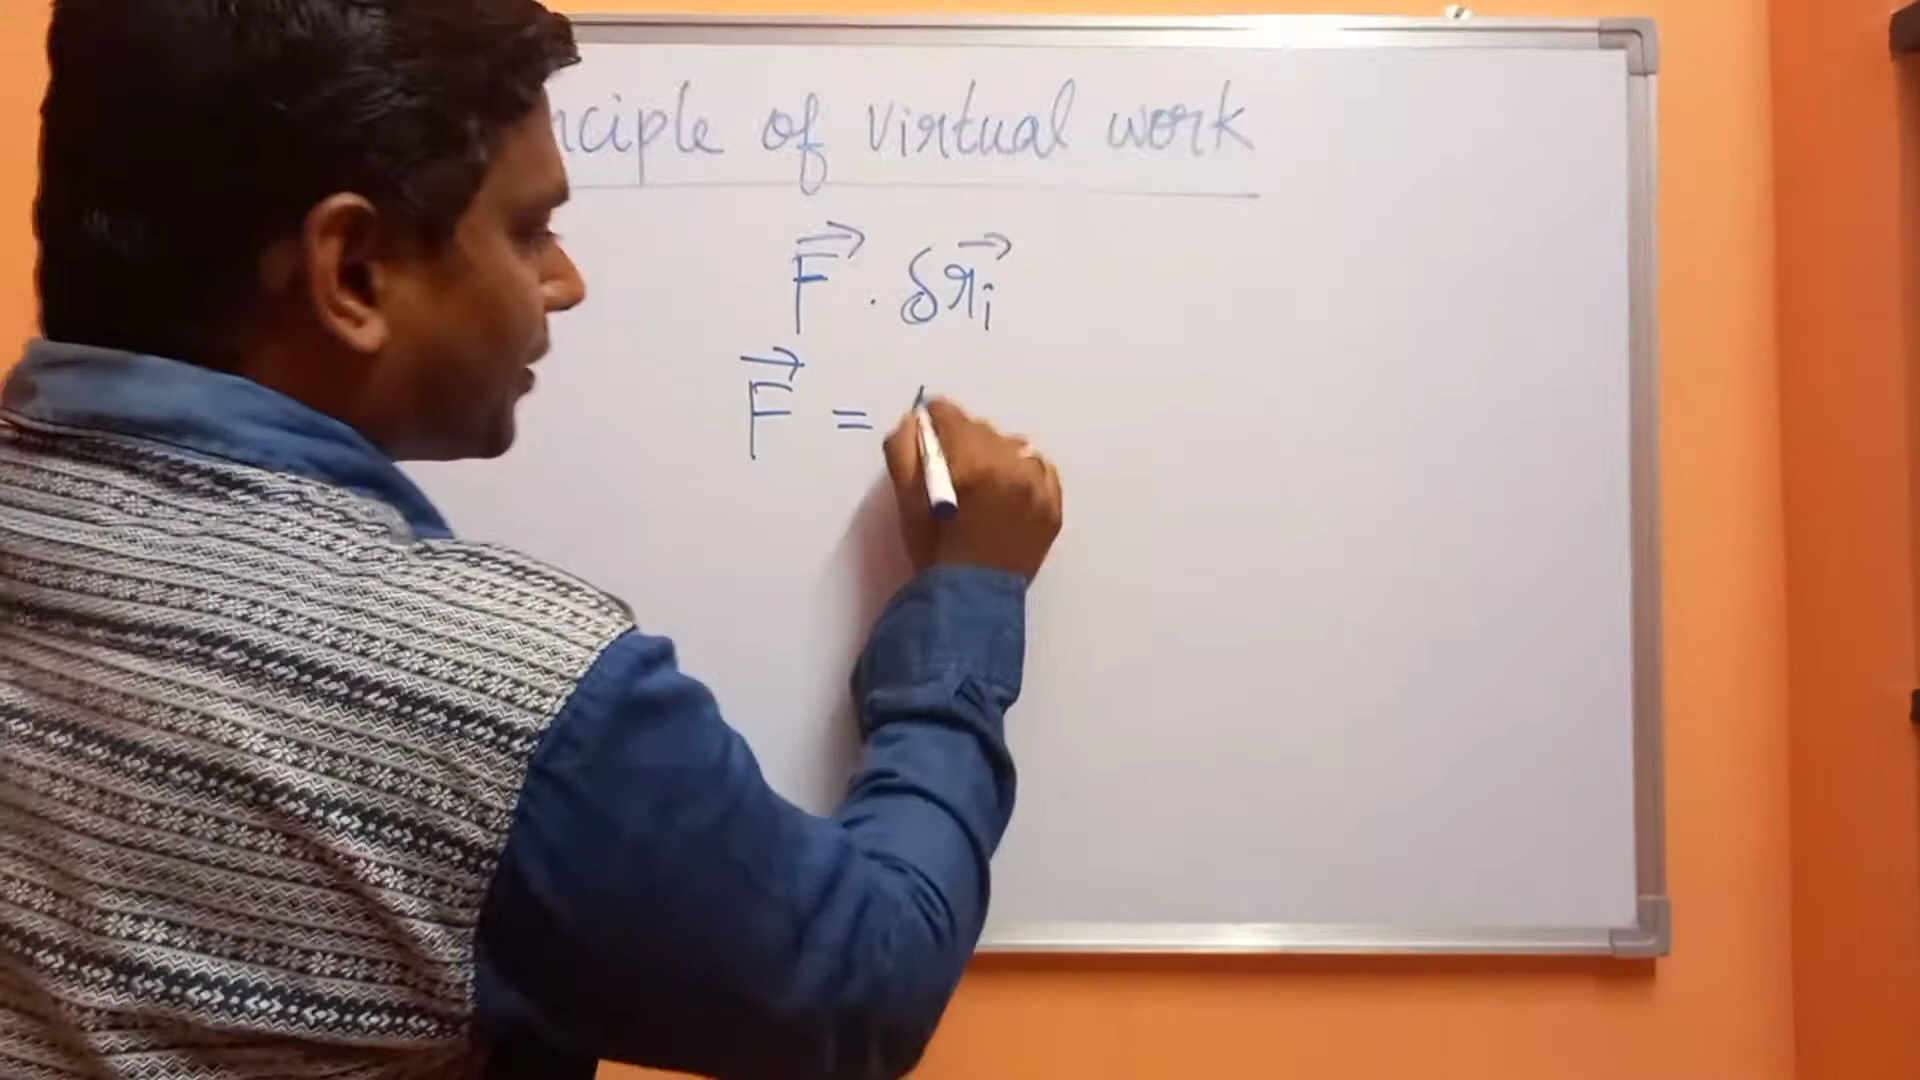 nciple of virtual work
F⃗ . δr⃗ᵢ
F⃗ =